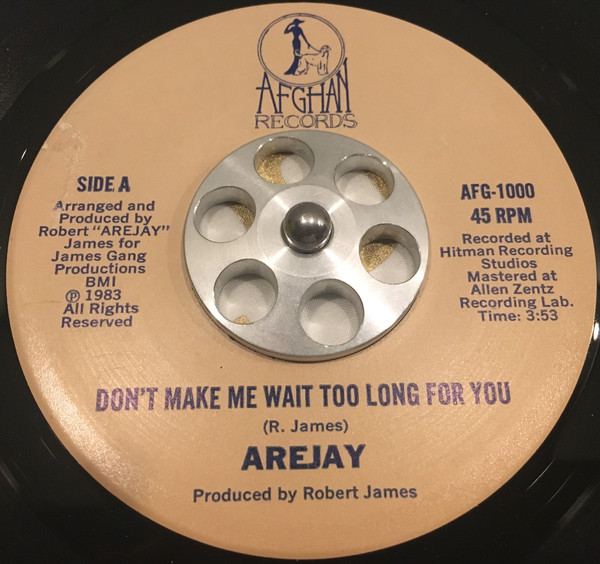 AFGHAN
RECORDS
SIDE A
Arranged and
Produced by
Robert "AREJAY"
James for
James Gang
Productions
BMI
℗ 1983
All Rights
Reserved
AFG-1000
45 RPM
Recorded at
Hitman Recording
Studios
Mastered at
Allen Zentz
Recording Lab.
Time: 3:53
DON'T MAKE ME WAIT TOO LONG FOR YOU
(R. James)
AREJAY
Produced by Robert James